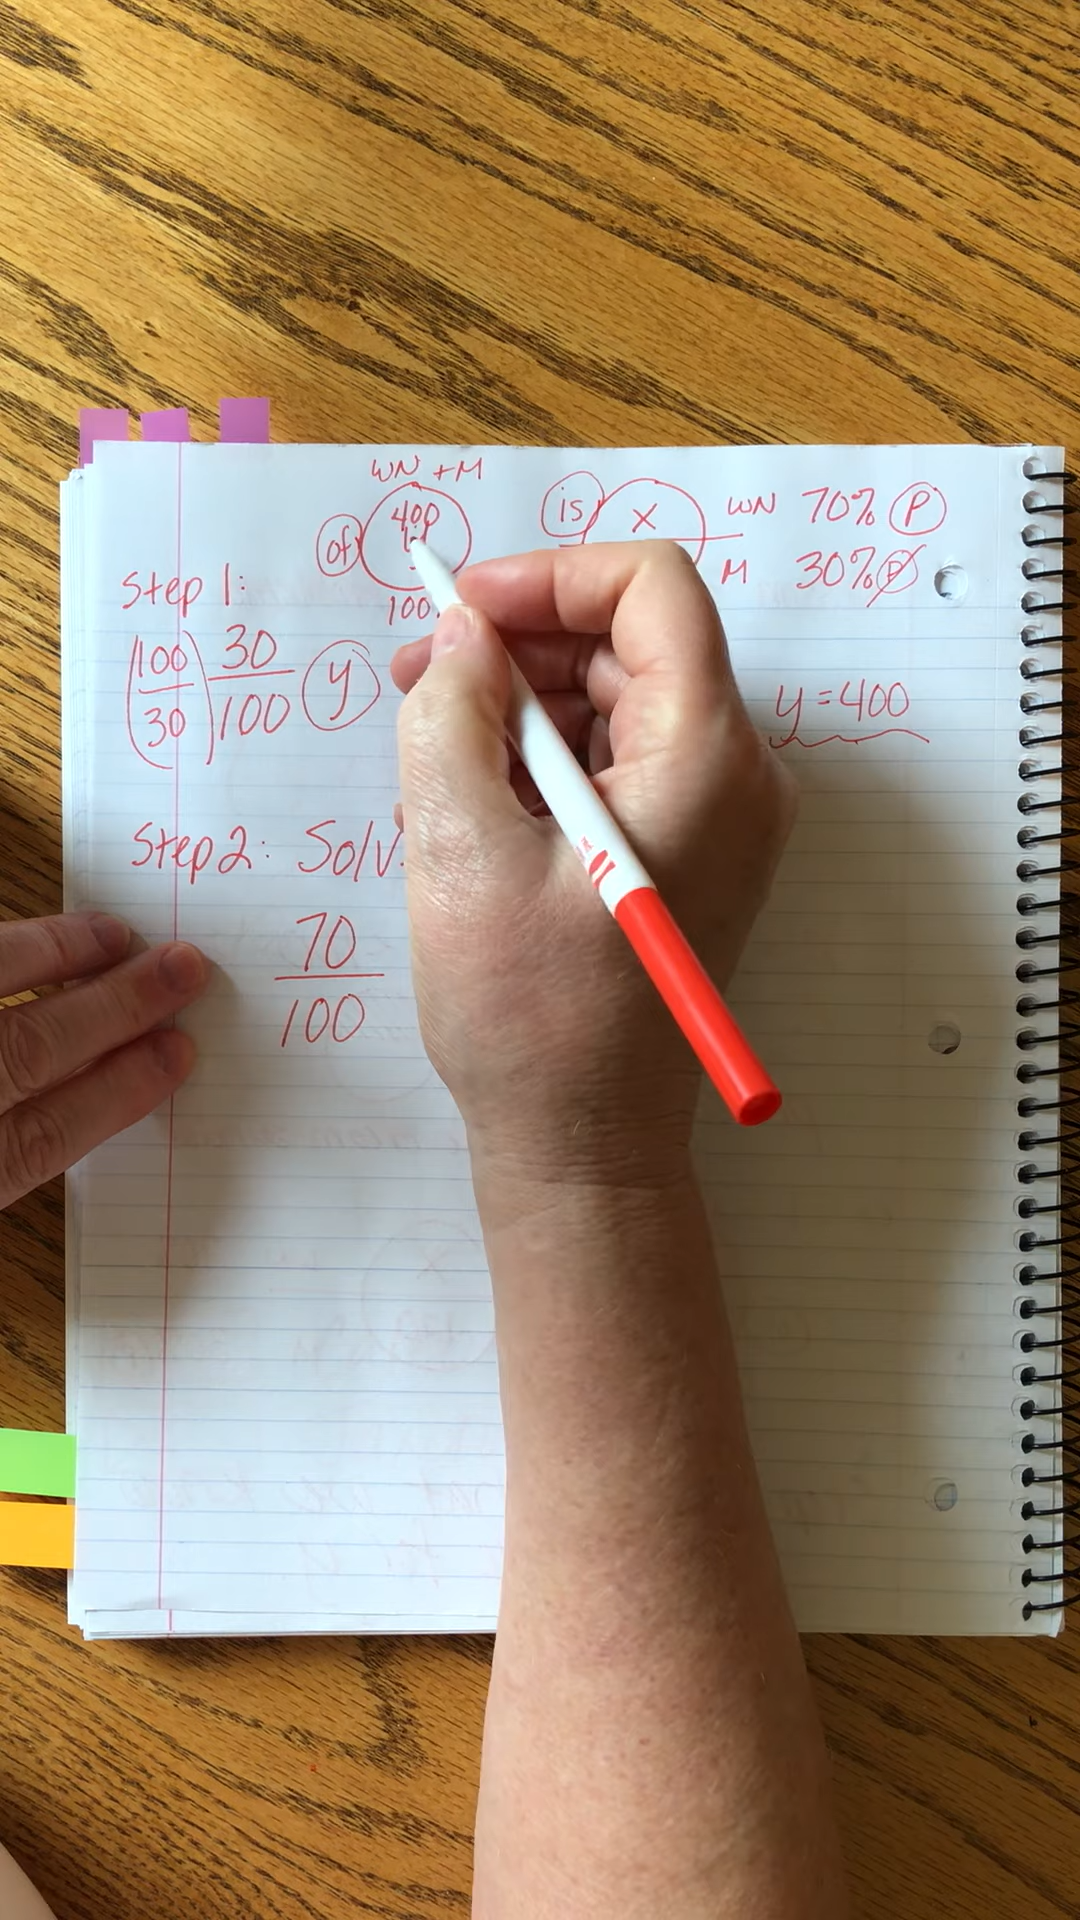 WN + M
of 400 is X WN 70% P
100 M 30% P
Step 1:
100 30 y
30 100
y = 400
Step 2: Solv
70
100